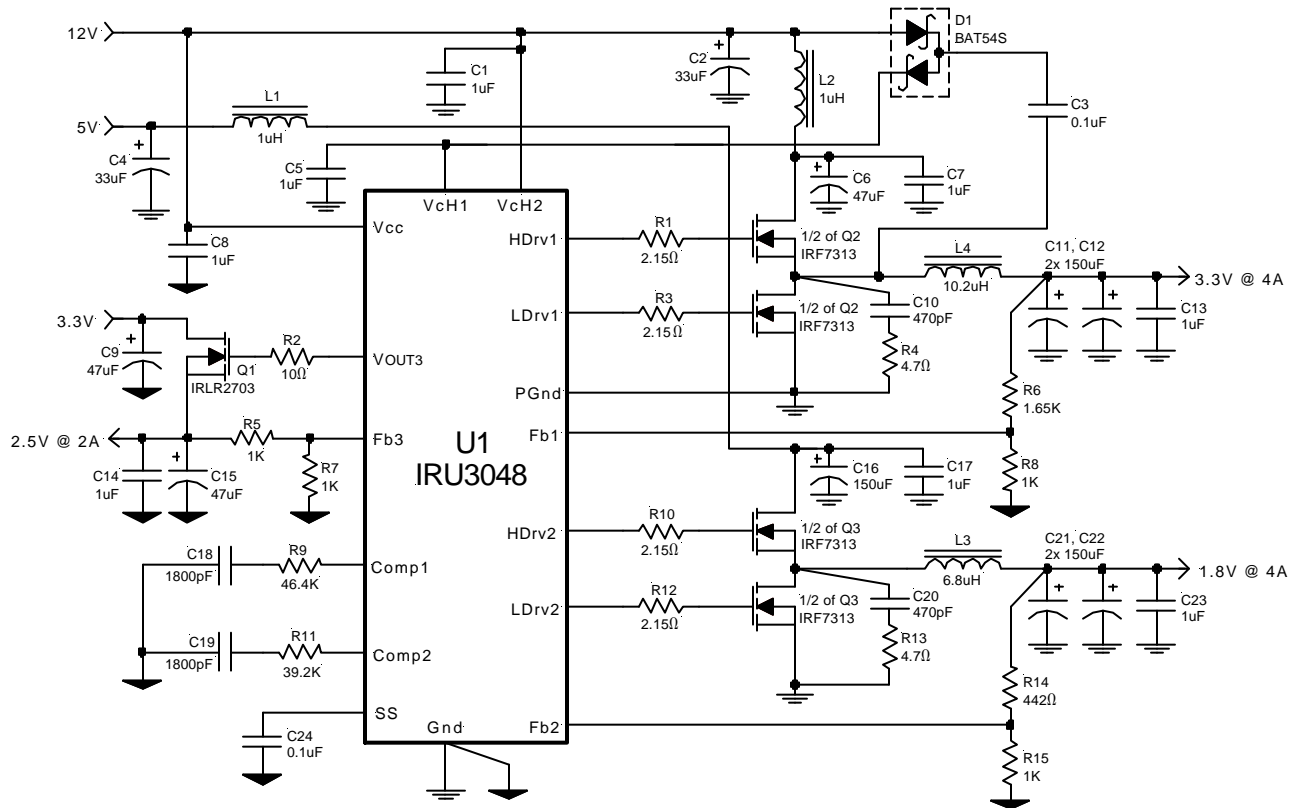 12V
5V
C4
33uF
L1
1uH
C1
1uF
C2
33uF
L2
1uH
D1
BAT54S
C3
0.1uF
C5
1uF
C6
47uF
C7
1uF
C8
1uF
VcH1
VcH2
Vcc
HDrv1
R1
2.15Ω
1/2 of Q2
IRF7313
L4
10.2uH
C11, C12
2x 150uF
3.3V @ 4A
LDrv1
R3
2.15Ω
1/2 of Q2
IRF7313
C10
470pF
R4
4.7Ω
C13
1uF
3.3V
C9
47uF
Q1
IRLR2703
R2
10Ω
VOUT3
PGnd
R6
1.65K
2.5V @ 2A
R5
1K
Fb3
R7
1K
Fb1
R8
1K
C14
1uF
C15
47uF
U1
IRU3048
C16
150uF
C17
1uF
HDrv2
R10
2.15Ω
1/2 of Q3
IRF7313
L3
6.8uH
C21, C22
2x 150uF
1.8V @ 4A
C18
1800pF
R9
46.4K
Comp1
LDrv2
R12
2.15Ω
1/2 of Q3
IRF7313
C20
470pF
R13
4.7Ω
C23
1uF
C19
1800pF
R11
39.2K
Comp2
R14
442Ω
SS
Gnd
Fb2
C24
0.1uF
R15
1K